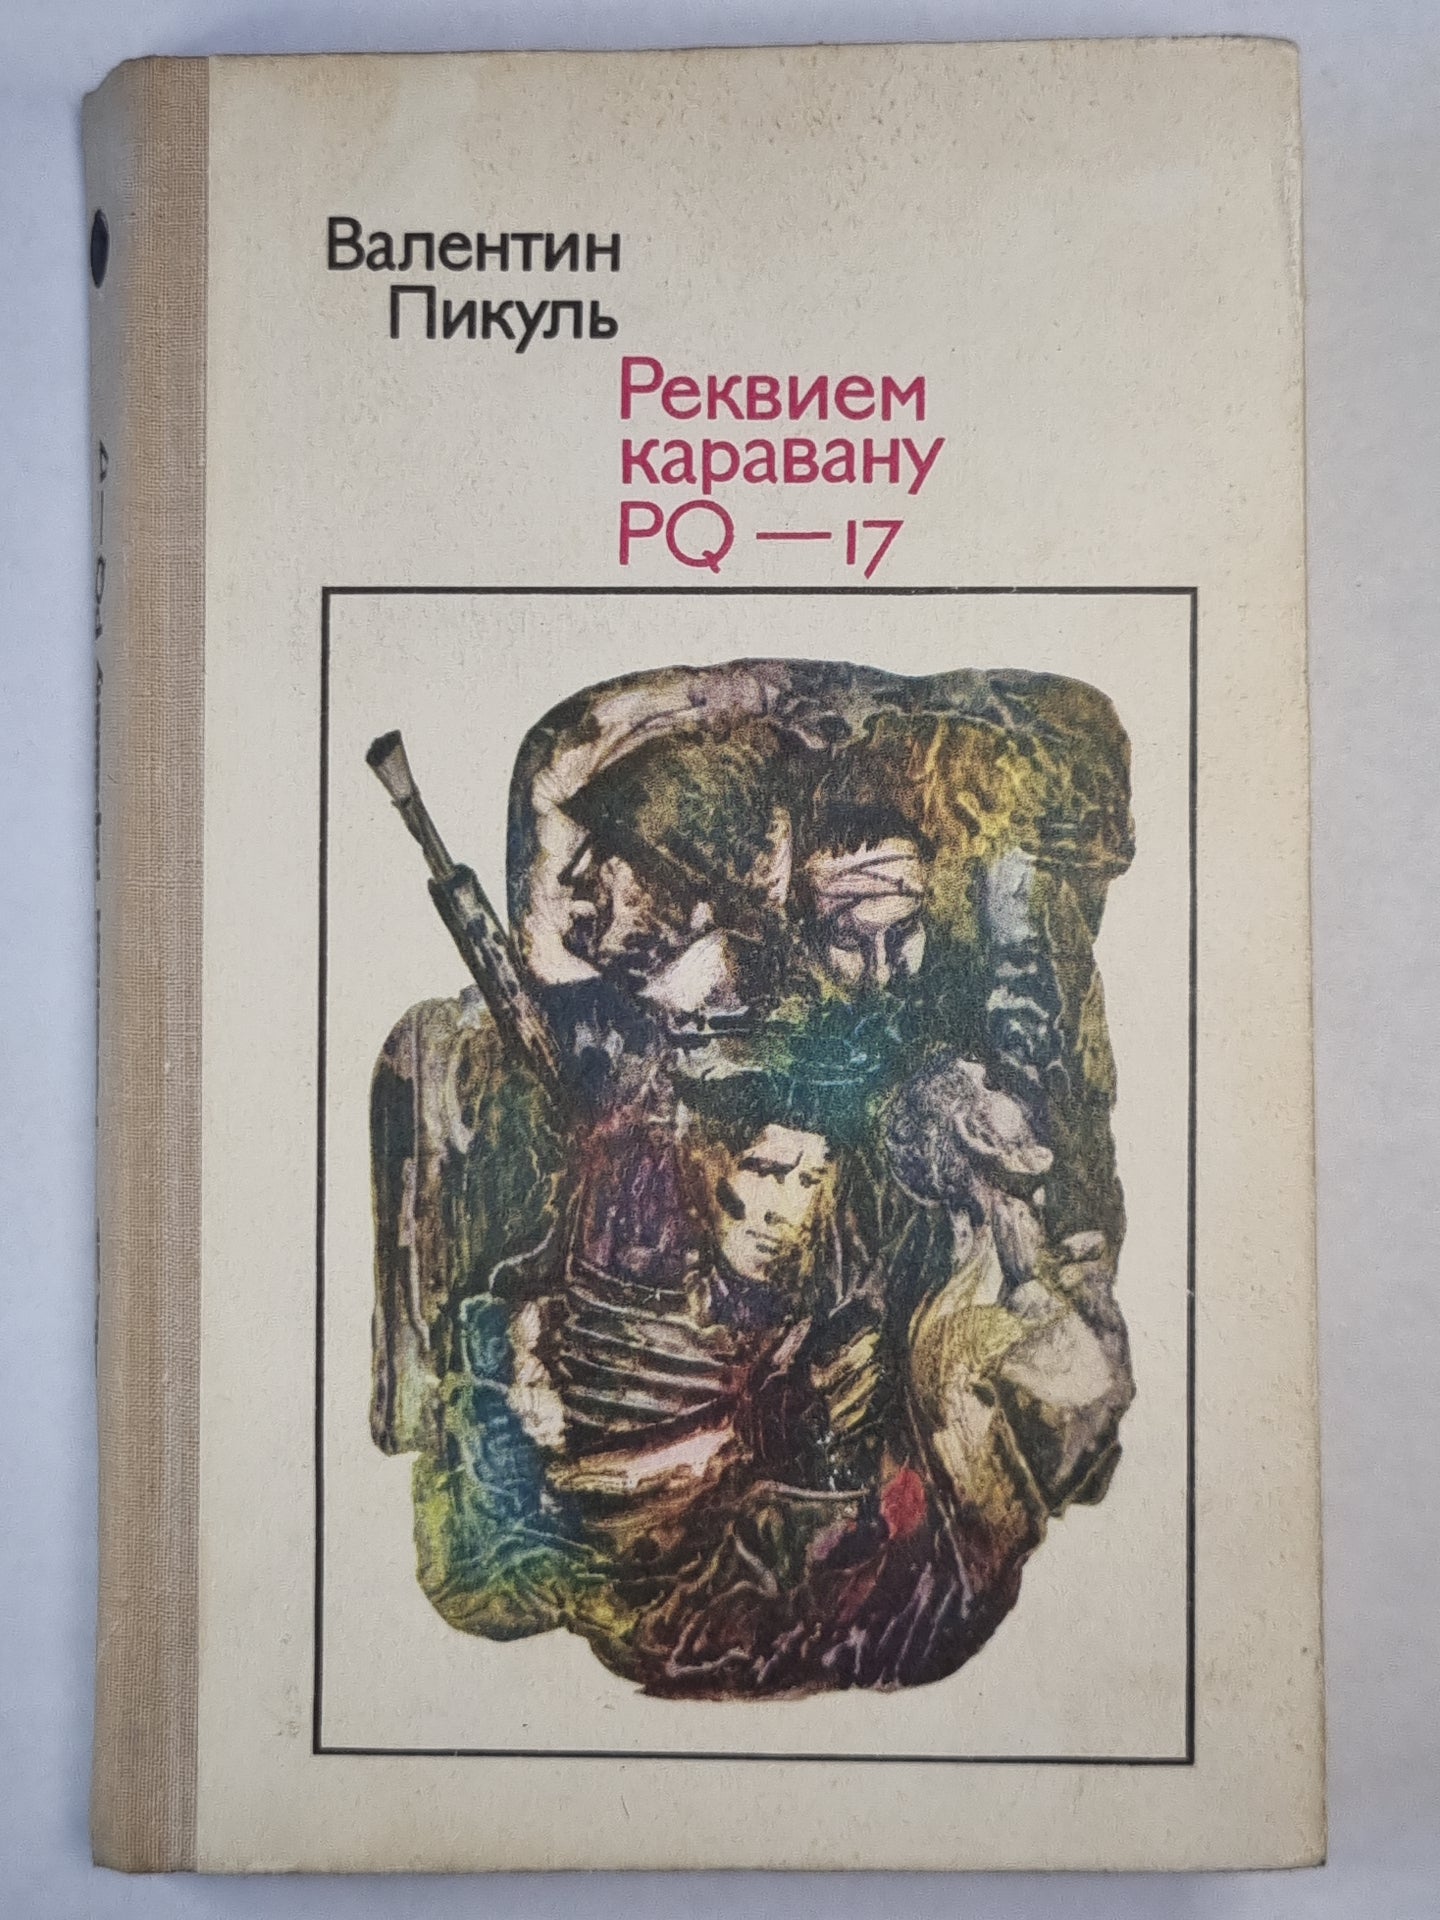 Валентин
Пикуль
Реквием
каравану
PQ—17